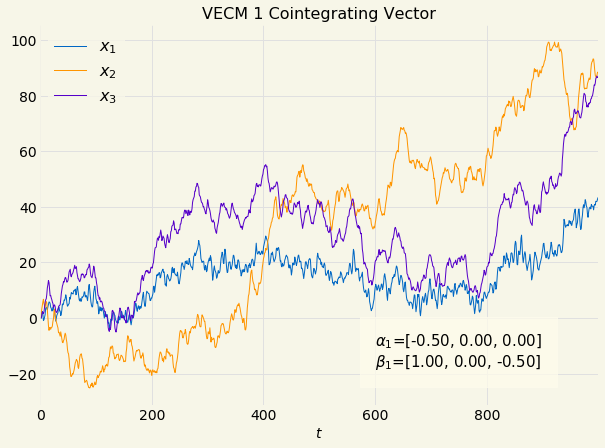 VECM 1 Cointegrating Vector
x₁
x₂
x₃
100
80
60
40
20
0
−20
α₁=[-0.50, 0.00, 0.00]
β₁=[1.00, 0.00, -0.50]
0 200 400 600 800
t